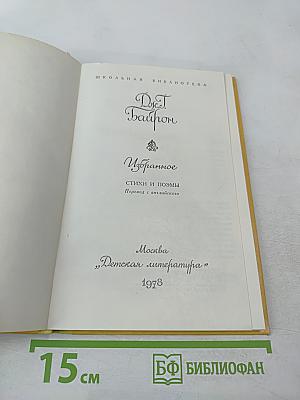 ШКОЛЬНАЯ БИБЛИОТЕКА
Дж.Г.
Байрон
Избранное
СТИХИ И ПОЭМЫ
Перевод с английского
Москва
„Детская литература“
1978
15 см
БФ БИБЛИОФАН